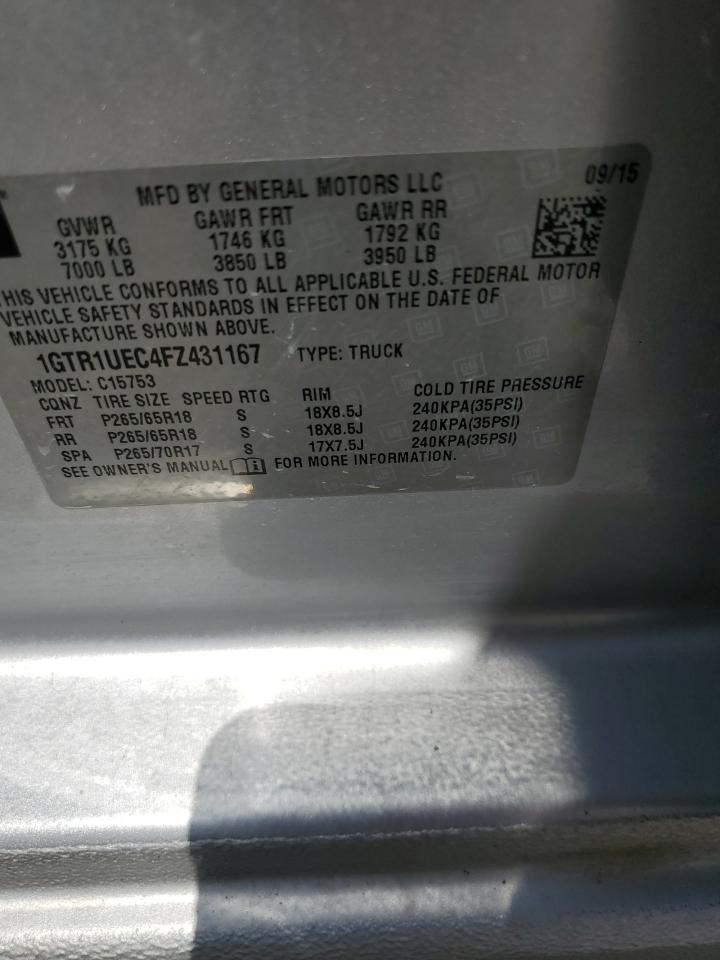 MFD BY GENERAL MOTORS LLC 09/15
GVWR GAWR FRT GAWR RR
3175 KG 1746 KG 1792 KG
7000 LB 3850 LB 3950 LB
THIS VEHICLE CONFORMS TO ALL APPLICABLE U.S. FEDERAL MOTOR
VEHICLE SAFETY STANDARDS IN EFFECT ON THE DATE OF
MANUFACTURE SHOWN ABOVE.
1GTR1UEC4FZ431167 TYPE: TRUCK
MODEL: C15753
CQNZ TIRE SIZE SPEED RTG RIM COLD TIRE PRESSURE
FRT P265/65R18 S 18X8.5J 240KPA(35PSI)
RR P265/65R18 S 18X8.5J 240KPA(35PSI)
SPA P265/70R17 S 17X7.5J 240KPA(35PSI)
SEE OWNER'S MANUAL FOR MORE INFORMATION.